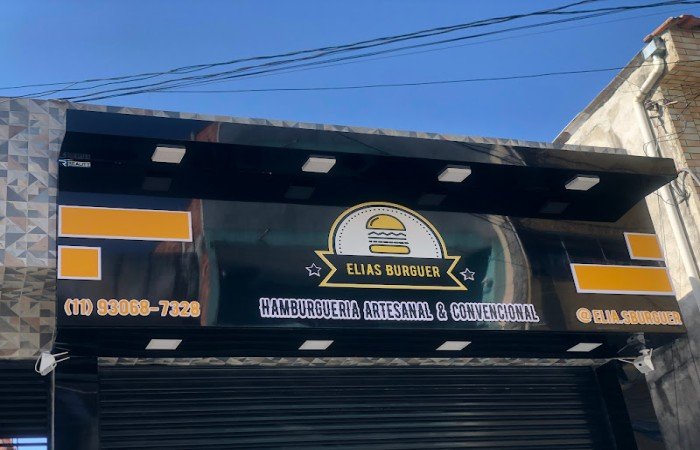 ELIAS BURGUER
HAMBURGUERIA ARTESANAL & CONVENCIONAL
(11) 93068-7328
@ELIA.SBURGUER